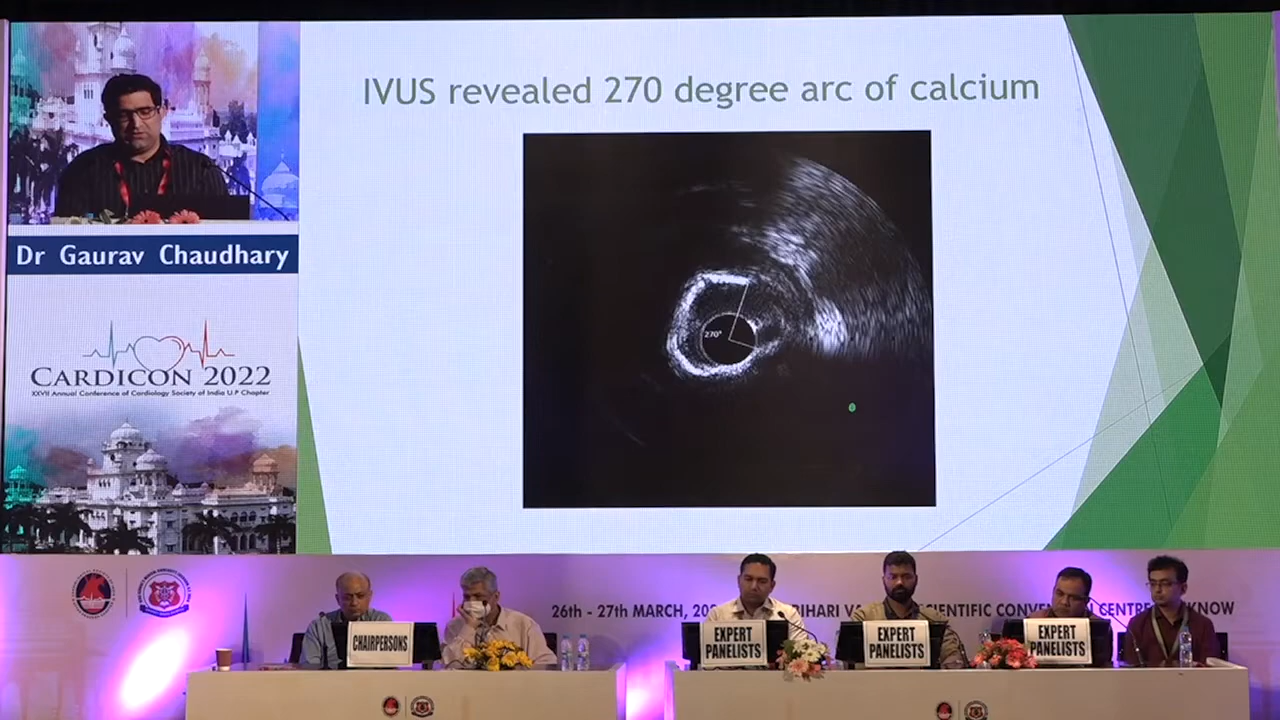 IVUS revealed 270 degree arc of calcium
270°
Dr Gaurav Chaudhary
CARDICON 2022
XXVII Annual Conference of Cardiology Society of India U.P Chapter
26th - 27th MARCH, BIHARI SCIENTIFIC CENTRE,
CHAIRPERSONS
EXPERT
PANELISTS
EXPERT
PANELISTS
EXPERT
PANELISTS